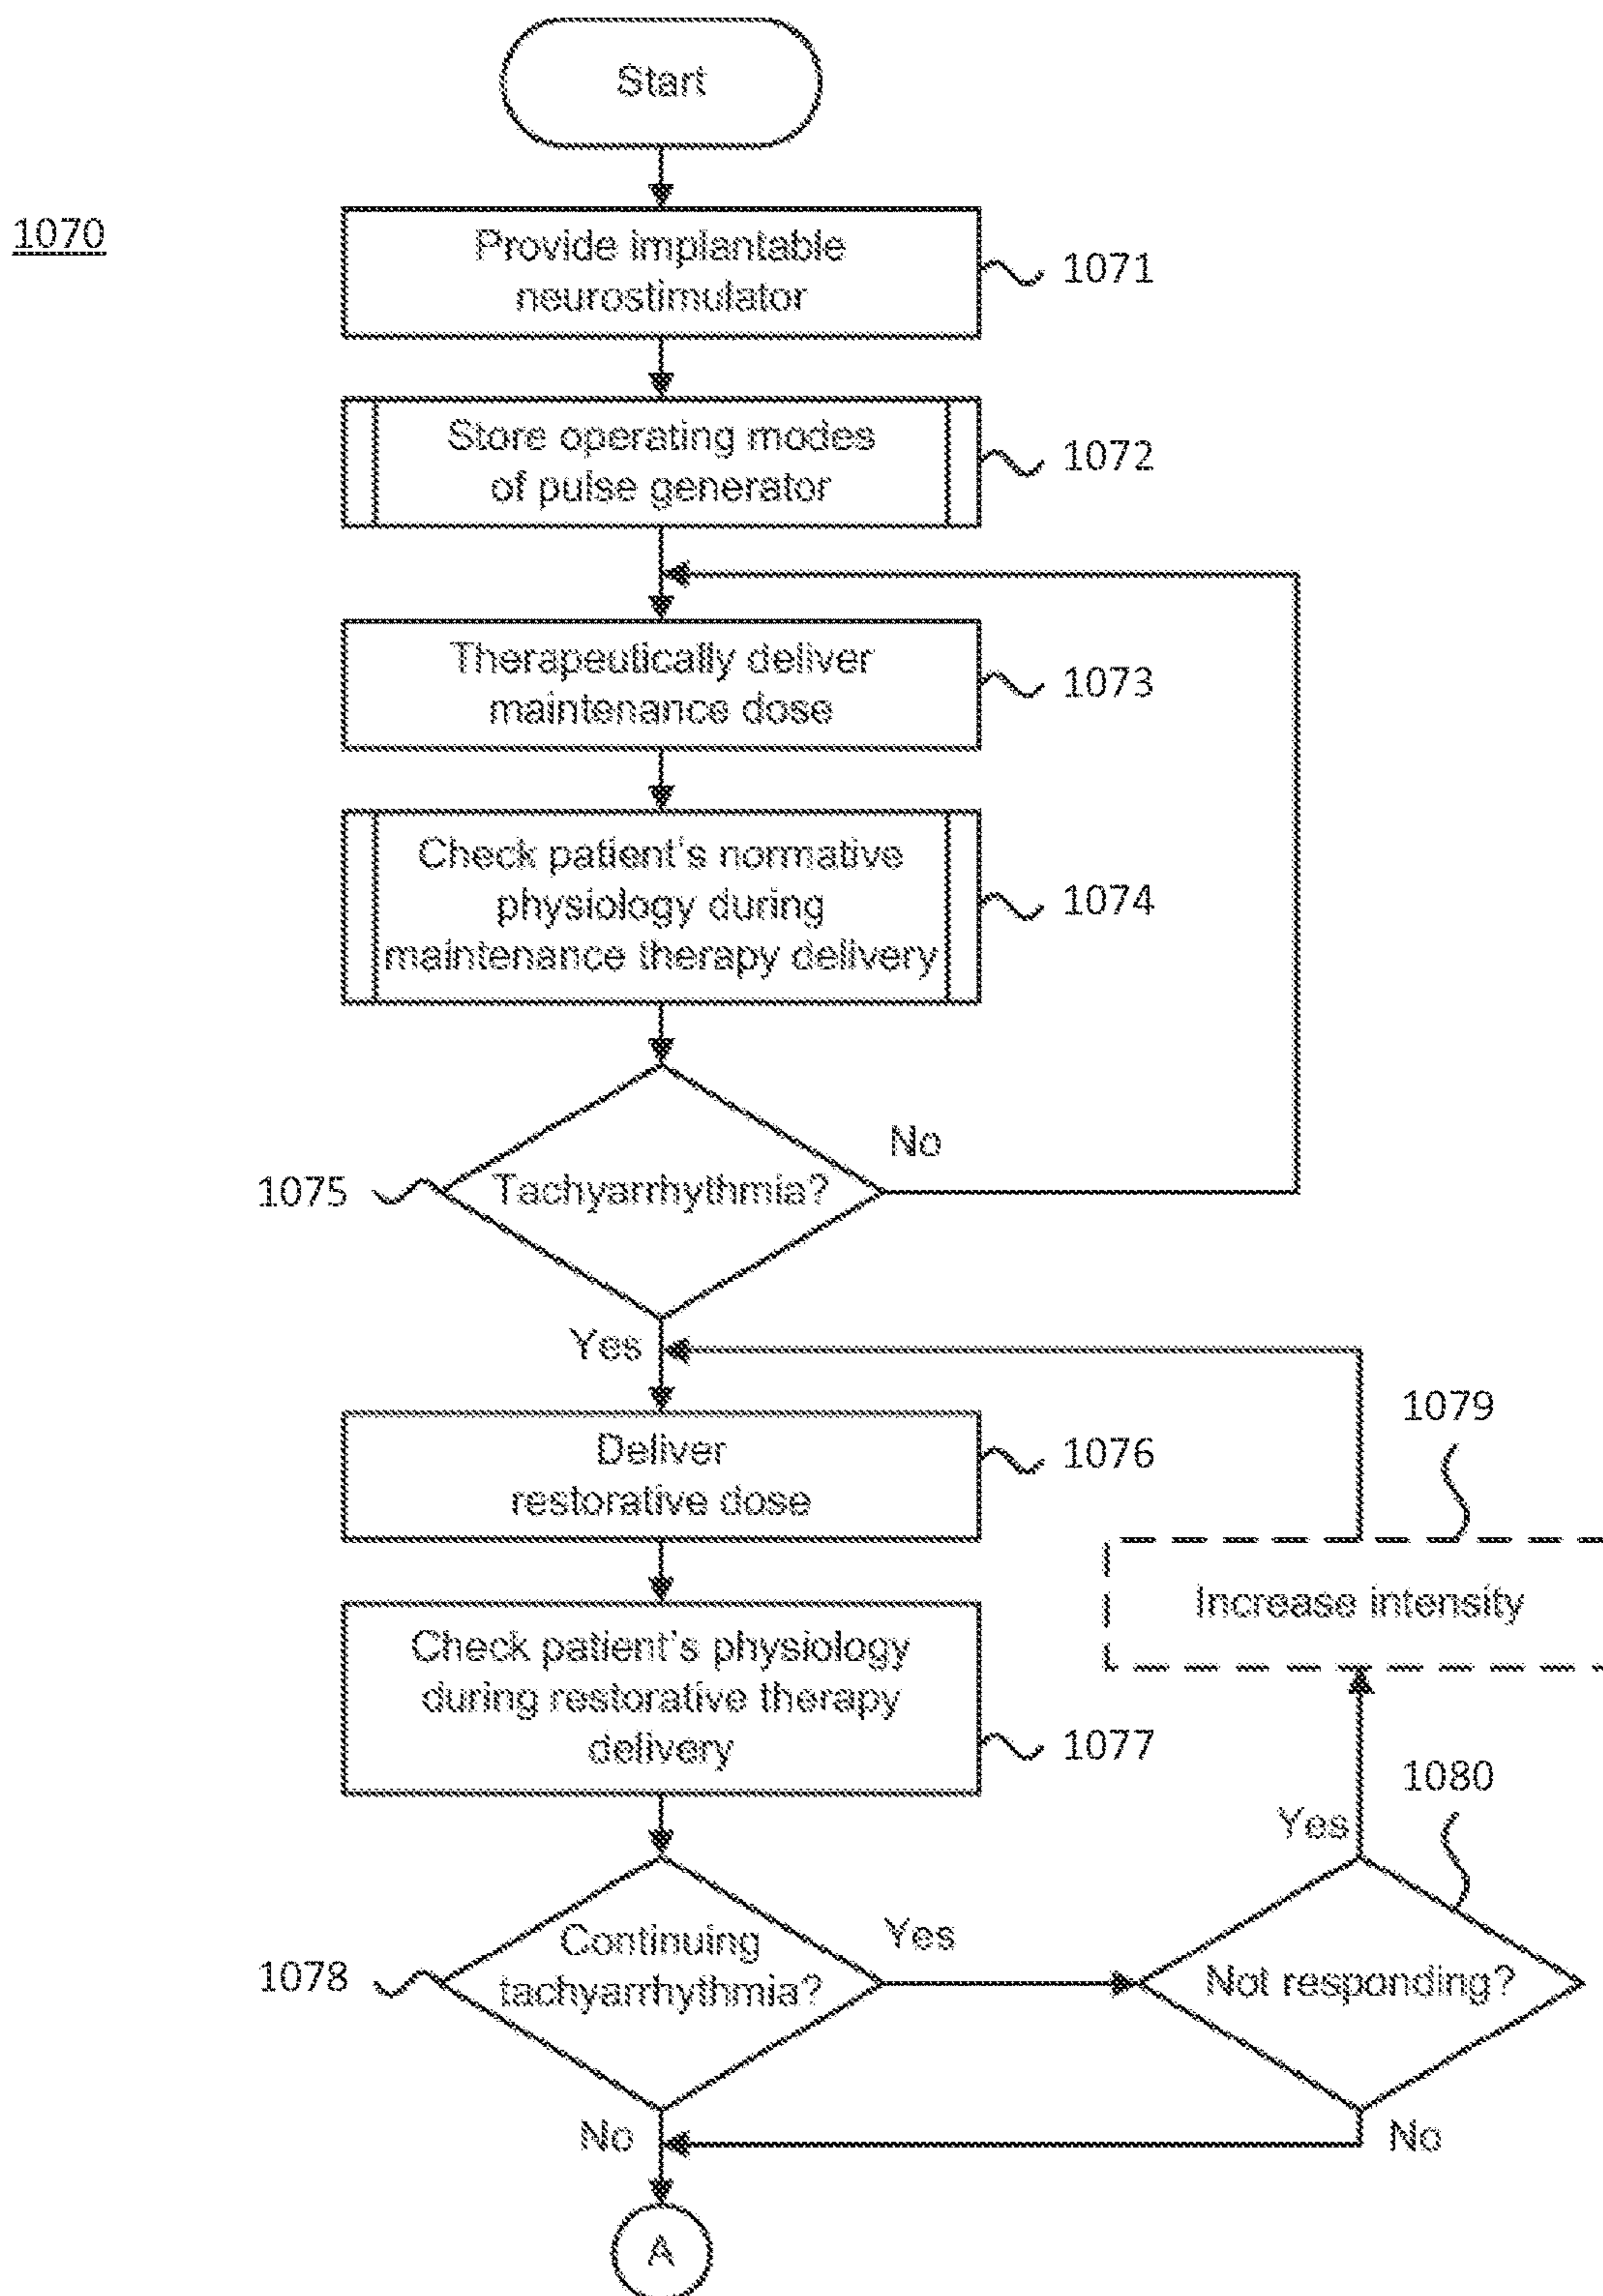 Start
1070
Provide implantable
neurostimulator
1071
Store operating modes
of pulse generator
1072
Therapeutically deliver
maintenance dose
1073
Check patient's normative
physiology during
maintenance therapy delivery
1074
No
1075
Tachyarrhythmia?
Yes
1079
Deliver
restorative dose
1076
Increase intensity
Check patient's physiology
during restorative therapy
delivery
1077
1080
Yes
Continuing
tachyarrhythmia?
Yes
1078
Not responding?
No
No
A